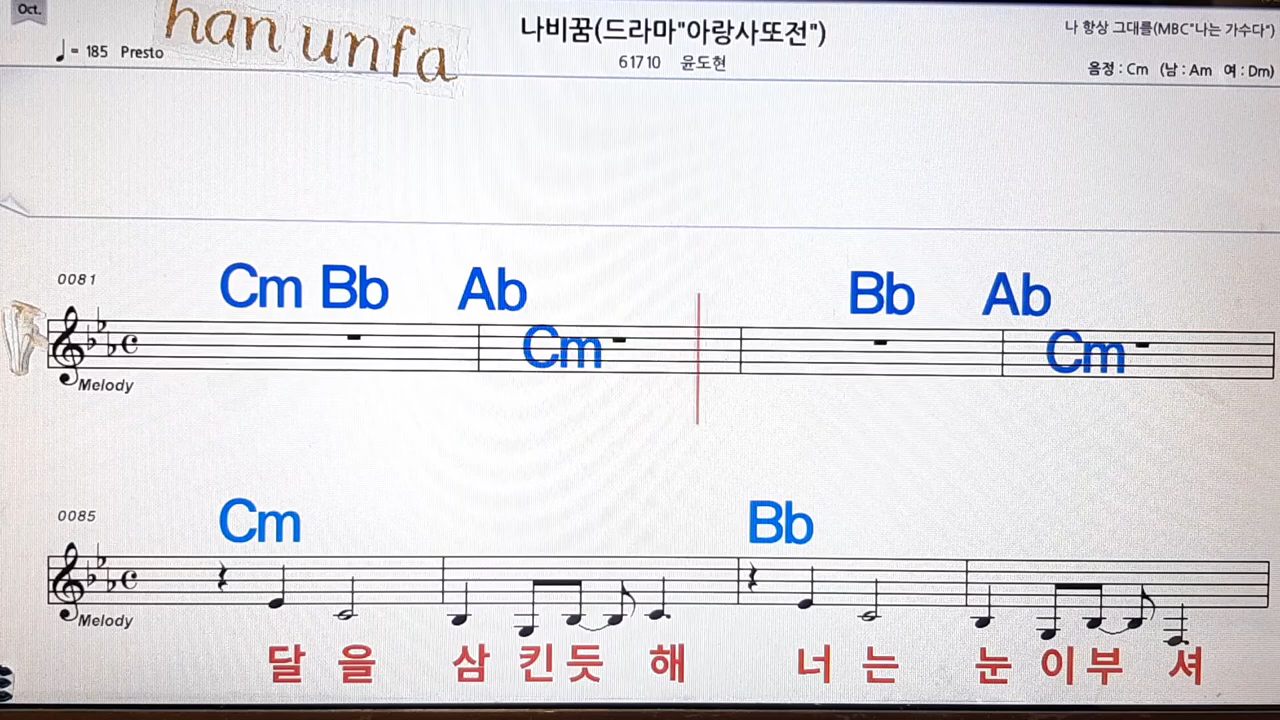 Oct.
han unfa
♩= 185 Presto
나비꿈(드라마"아랑사또전")
61710 윤도현
나 항상 그대를(MBC"나는 가수다")
음정 : Cm (남 : Am 여 : Dm)
0081
Cm Bb Ab Cm Bb Ab Cm
Melody
0085
Cm Bb
Melody
달 을 삼 킨 듯 해 너 는 눈 이 부 셔